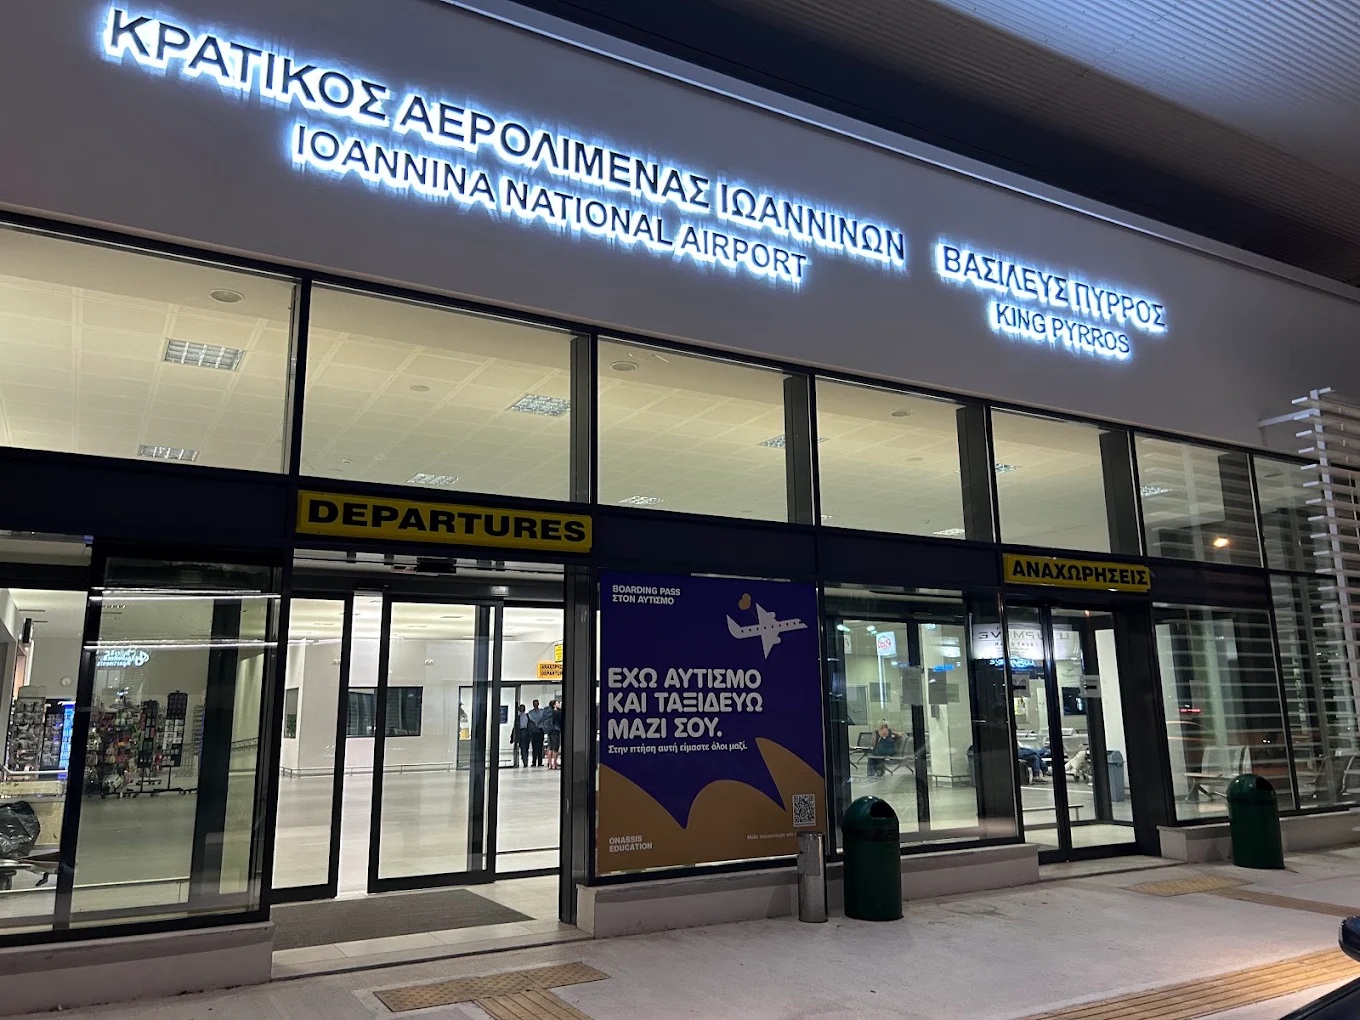 ΚΡΑΤΙΚΟΣ ΑΕΡΟΛΙΜΕΝΑΣ ΙΩΑΝΝΙΝΩΝ
IOANNINA NATIONAL AIRPORT
ΒΑΣΙΛΕΥΣ ΠΥΡΡΟΣ
KING PYRROS
DEPARTURES
ΑΝΑΧΩΡΗΣΕΙΣ
BOARDING PASS
ΣΤΟΝ ΑΥΤΙΣΜΟ
ΕΧΩ ΑΥΤΙΣΜΟ
ΚΑΙ ΤΑΞΙΔΕΥΩ
ΜΑΖΙ ΣΟΥ.
Στην πτήση αυτή είμαστε όλοι μαζί.
ONASSIS
EDUCATION